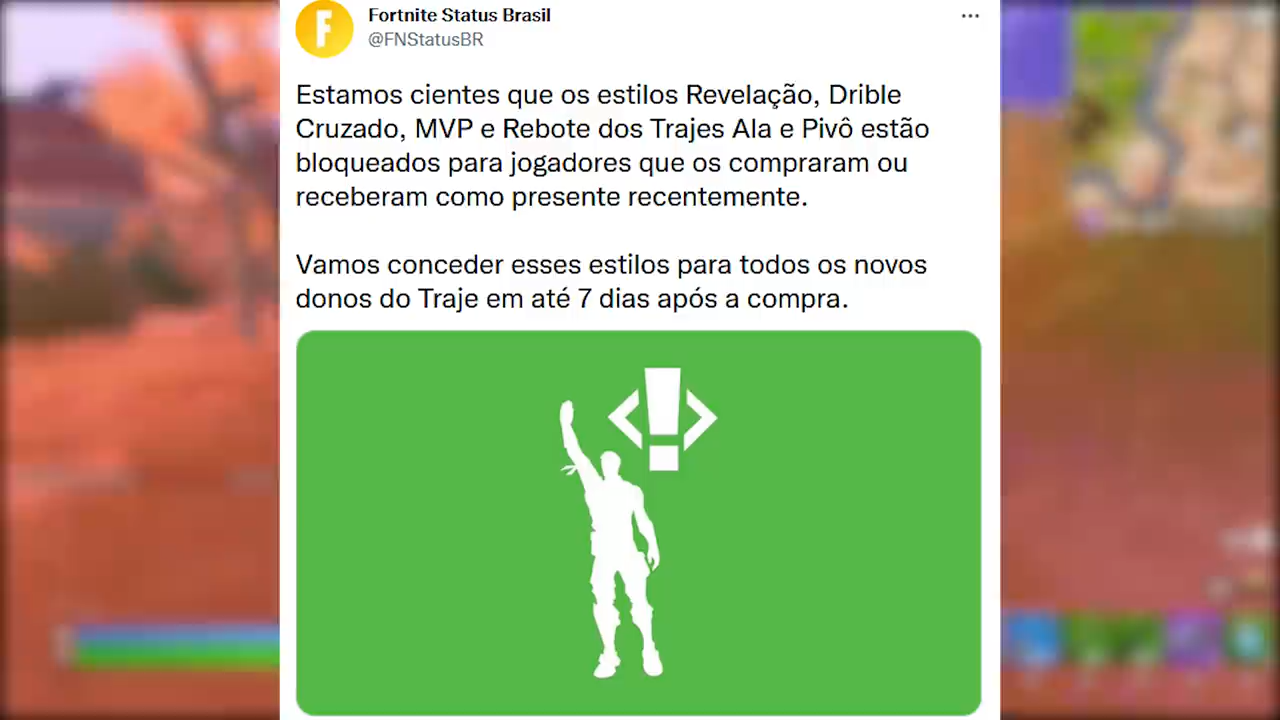 Fortnite Status Brasil
@FNStatusBR
Estamos cientes que os estilos Revelação, Drible
Cruzado, MVP e Rebote dos Trajes Ala e Pivô estão
bloqueados para jogadores que os compraram ou
receberam como presente recentemente.
Vamos conceder esses estilos para todos os novos
donos do Traje em até 7 dias após a compra.